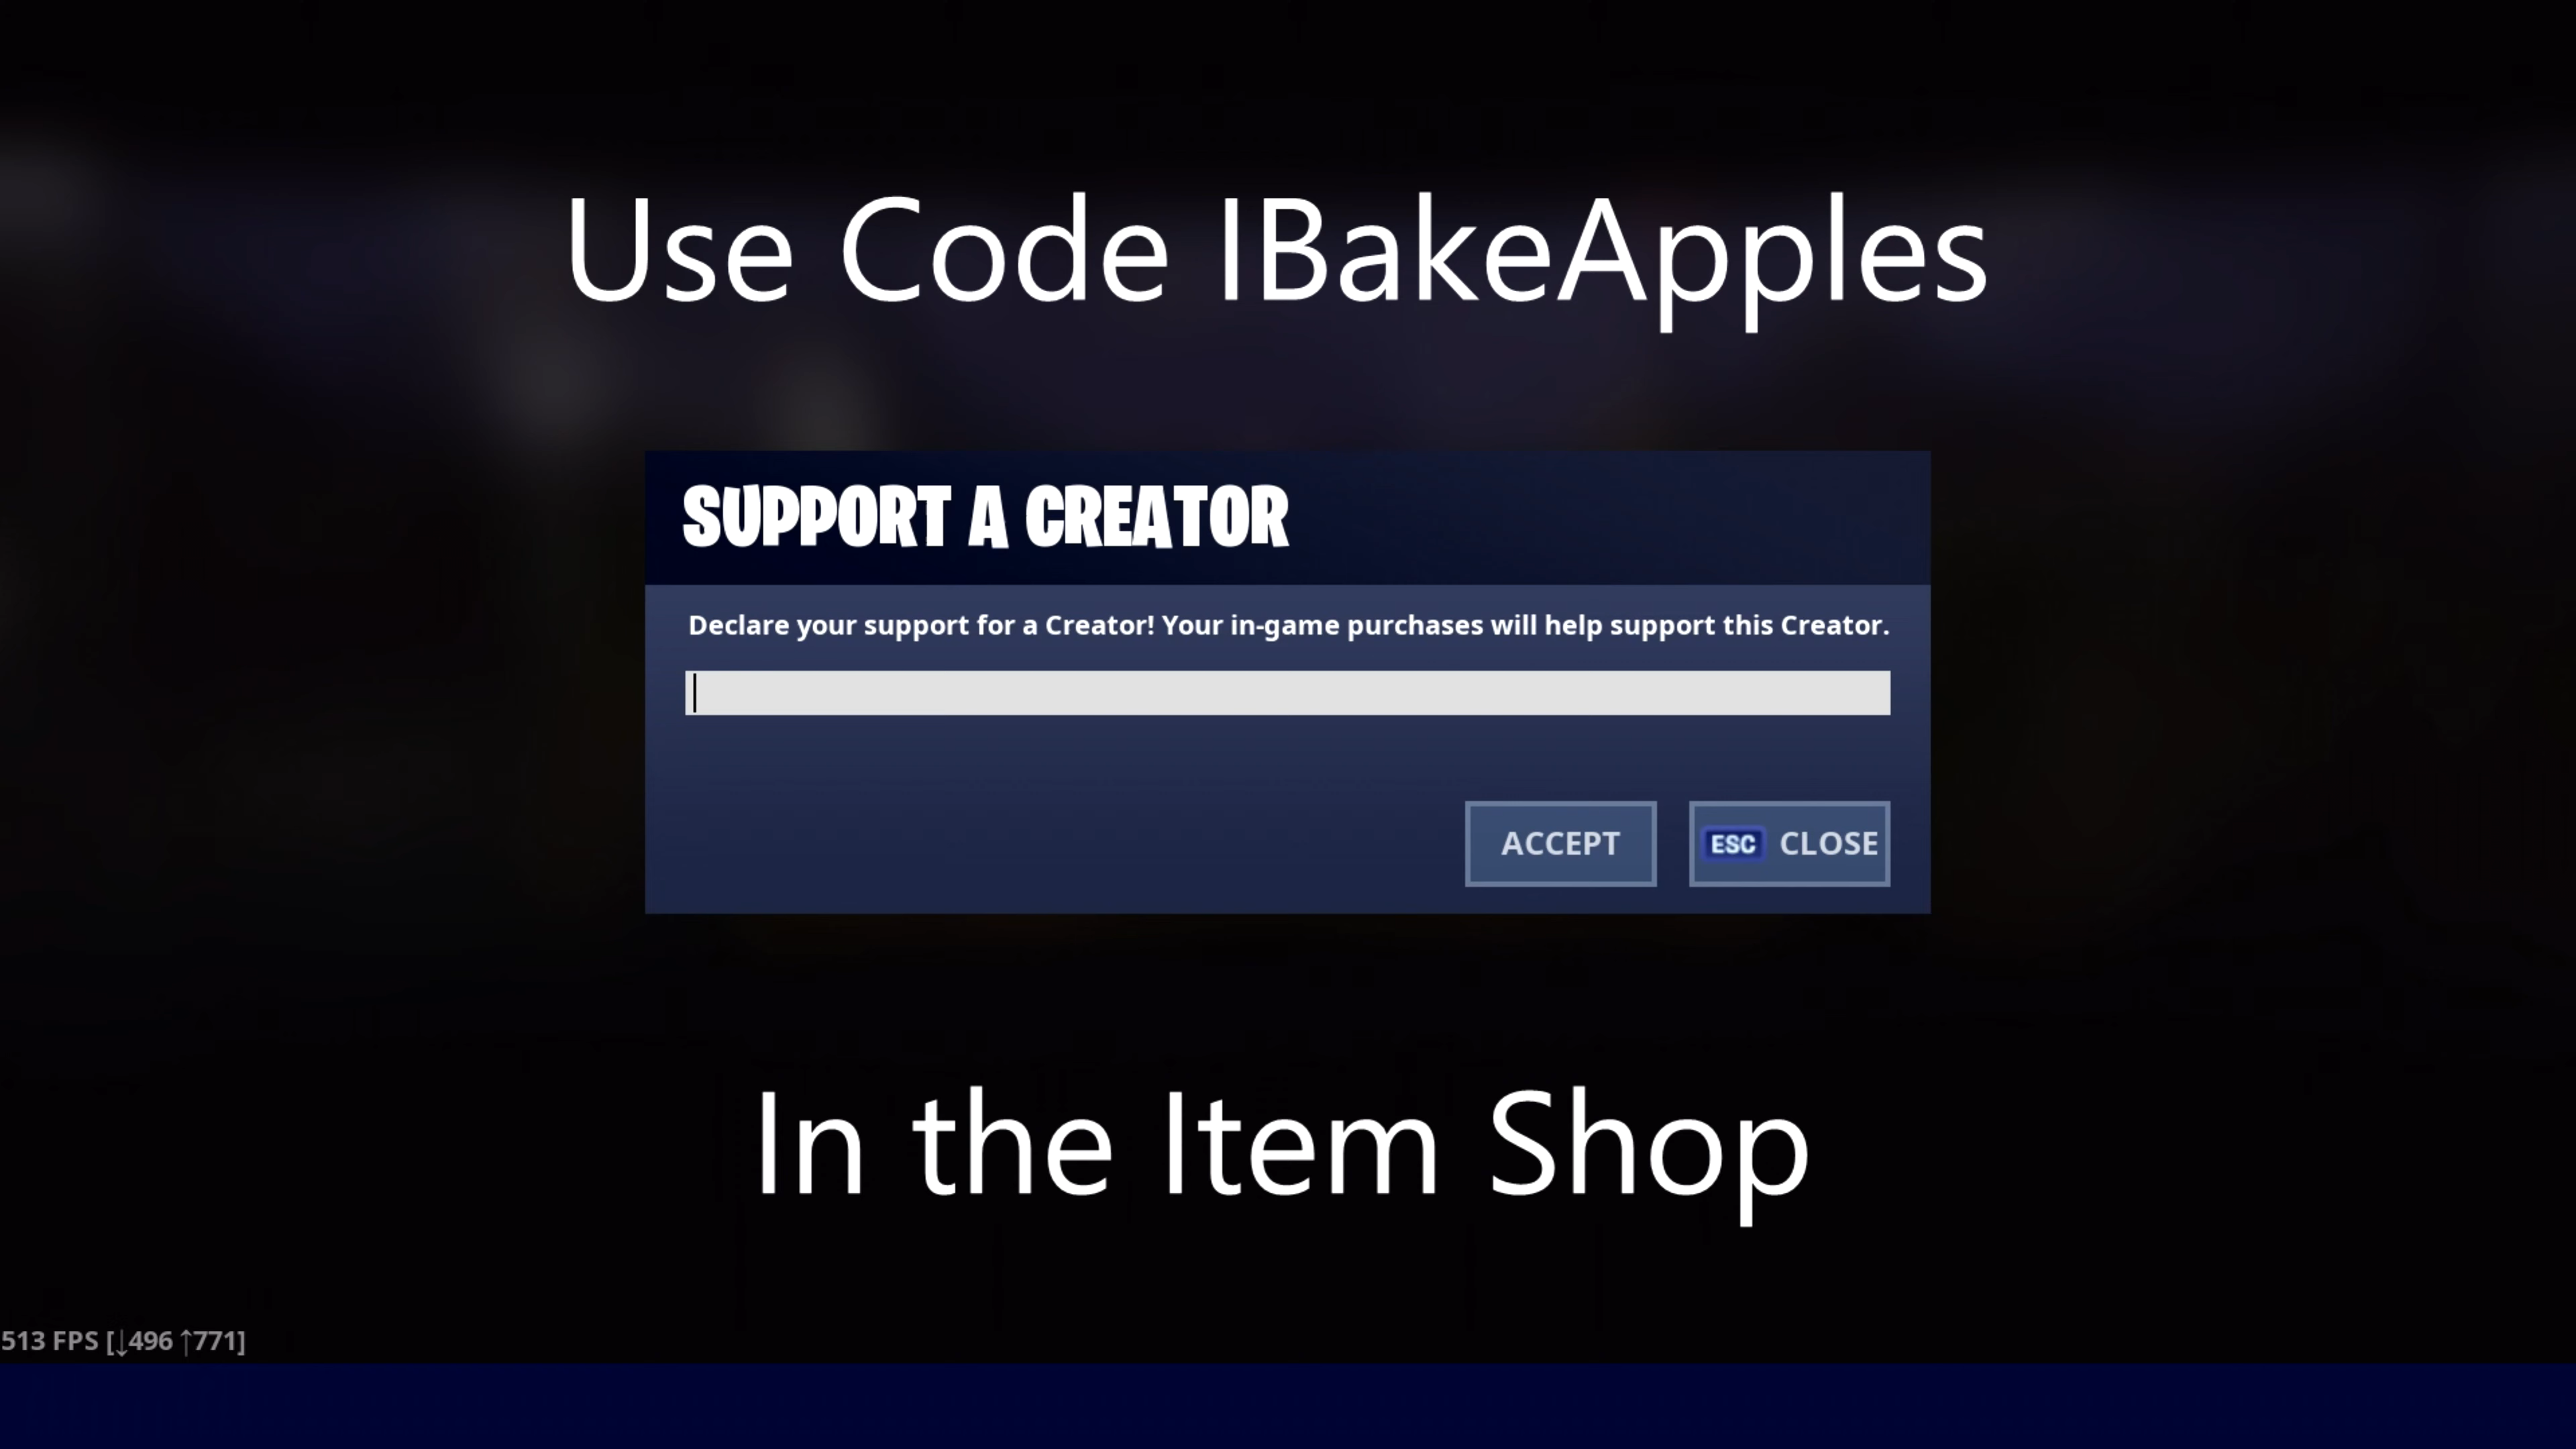 Use Code IBakeApples
SUPPORT A CREATOR
Declare your support for a Creator! Your in-game purchases will help support this Creator.
ACCEPT
ESC CLOSE
In the Item Shop
513 FPS [↓496 ↑771]